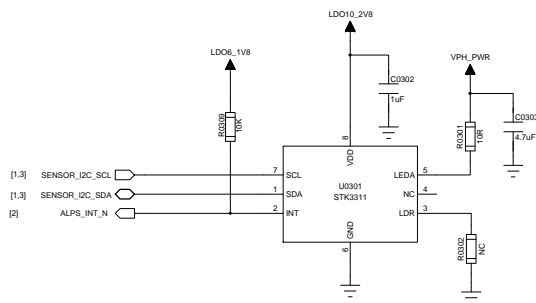 LDO10_2V8
LDO6_1V8
VPH_PWR
C0302
1uF
C0303
4.7uF
R0309
10K
R0301
10R
8
VDD
[1,3] SENSOR_I2C_SCL 7 SCL
LEDA 5
U0301
STK3311
[1,3] SENSOR_I2C_SDA 1 SDA
NC 4
[2] ALPS_INT_N 2 INT
LDR 3
GND
6
R0302
NC